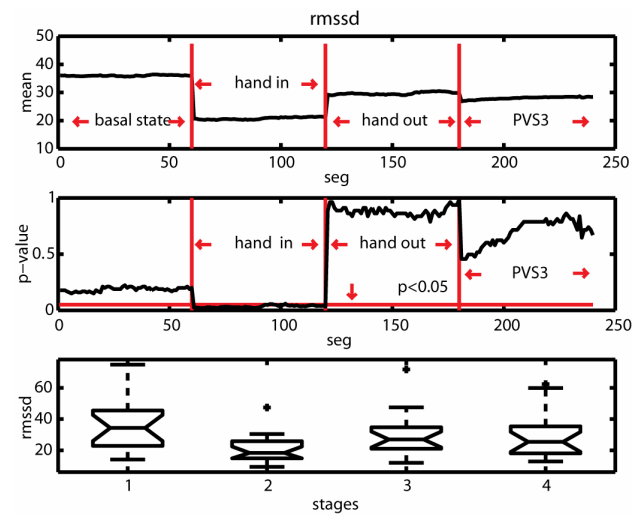 rmssd
50
40
30
20
10
mean
hand in
basal state
hand out
PVS3
0
50
100
150
200
250
seg
1
0.5
0
p-value
hand in
hand out
p<0.05
PVS3
0
50
100
150
200
250
seg
60
40
20
rmssd
1
2
3
4
stages